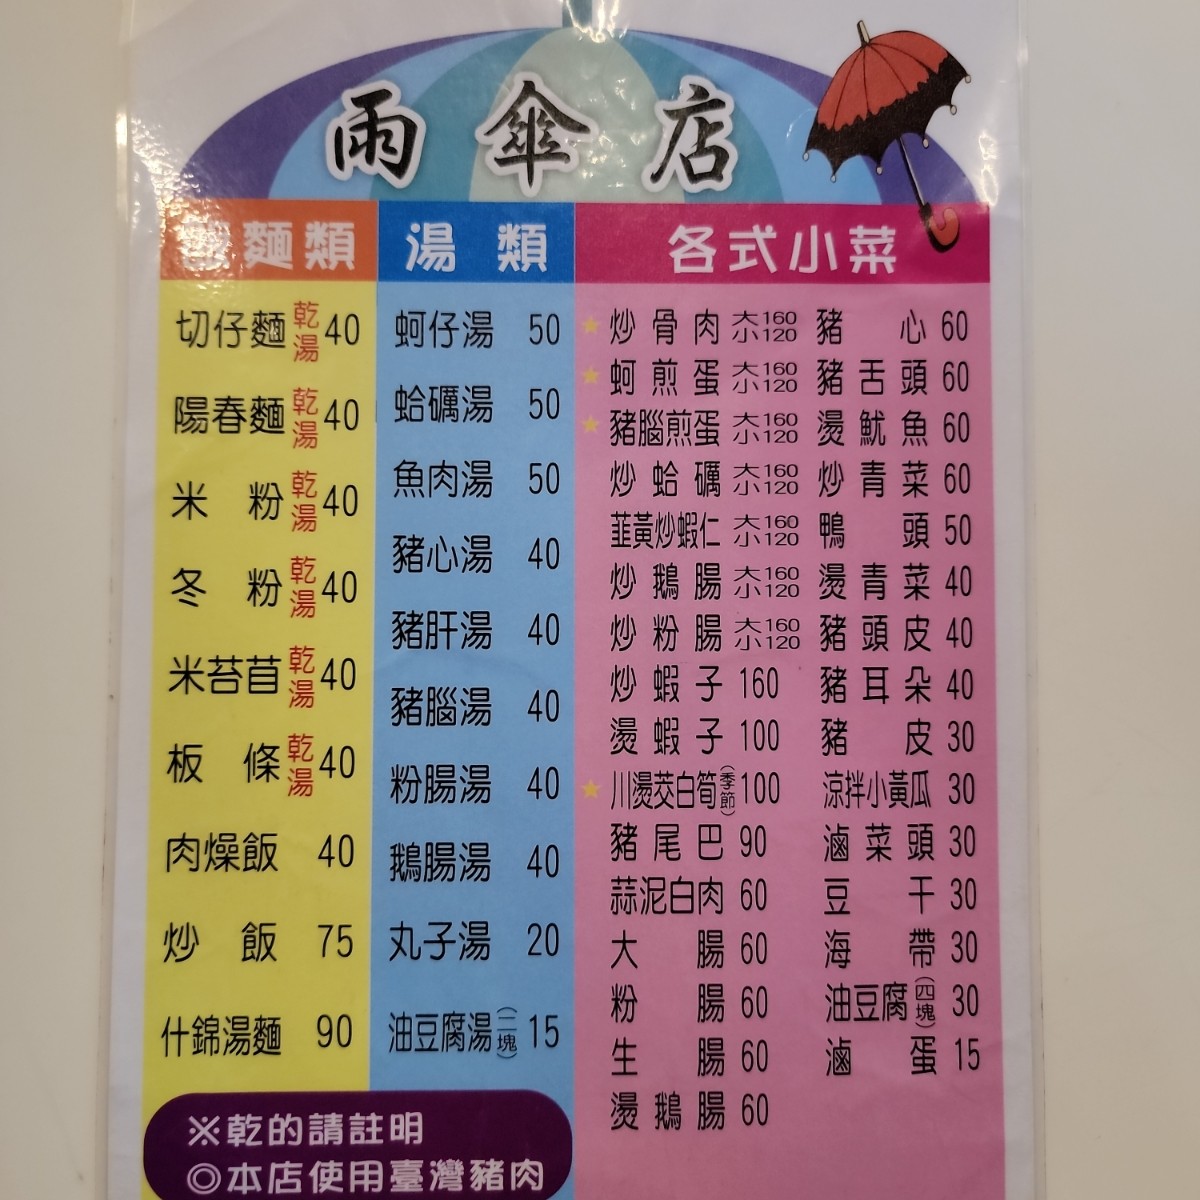 雨傘店
麵類
切仔麵 乾湯 40
陽春麵 乾湯 40
米粉 乾湯 40
冬粉 乾湯 40
米苔苜 乾湯 40
板條 乾湯 40
肉燥飯 40
炒飯 75
什錦湯麵 90
湯類
蚵仔湯 50
蛤礪湯 50
魚肉湯 50
豬心湯 40
豬肝湯 40
豬腦湯 40
粉腸湯 40
鵝腸湯 40
丸子湯 20
油豆腐湯(二塊) 15
各式小菜
炒骨肉 大160 小120
蚵煎蛋 大160 小120
豬腦煎蛋 大160 小120
炒蛤礪 大160 小120
韮黃炒蝦仁 大160 小120
炒鵝腸 大160 小120
炒粉腸 大160 小120
炒蝦子 160
燙蝦子 100
川燙茭白筍(季節) 100
豬尾巴 90
蒜泥白肉 60
大腸 60
粉腸 60
生腸 60
燙鵝腸 60
豬心 60
豬舌頭 60
燙魷魚 60
炒青菜 60
鴨頭 50
燙青菜 40
豬頭皮 40
豬耳朵 40
豬皮 30
涼拌小黃瓜 30
滷菜頭 30
豆干 30
海帶 30
油豆腐(四塊) 30
滷蛋 15
※乾的請註明
◎本店使用臺灣豬肉